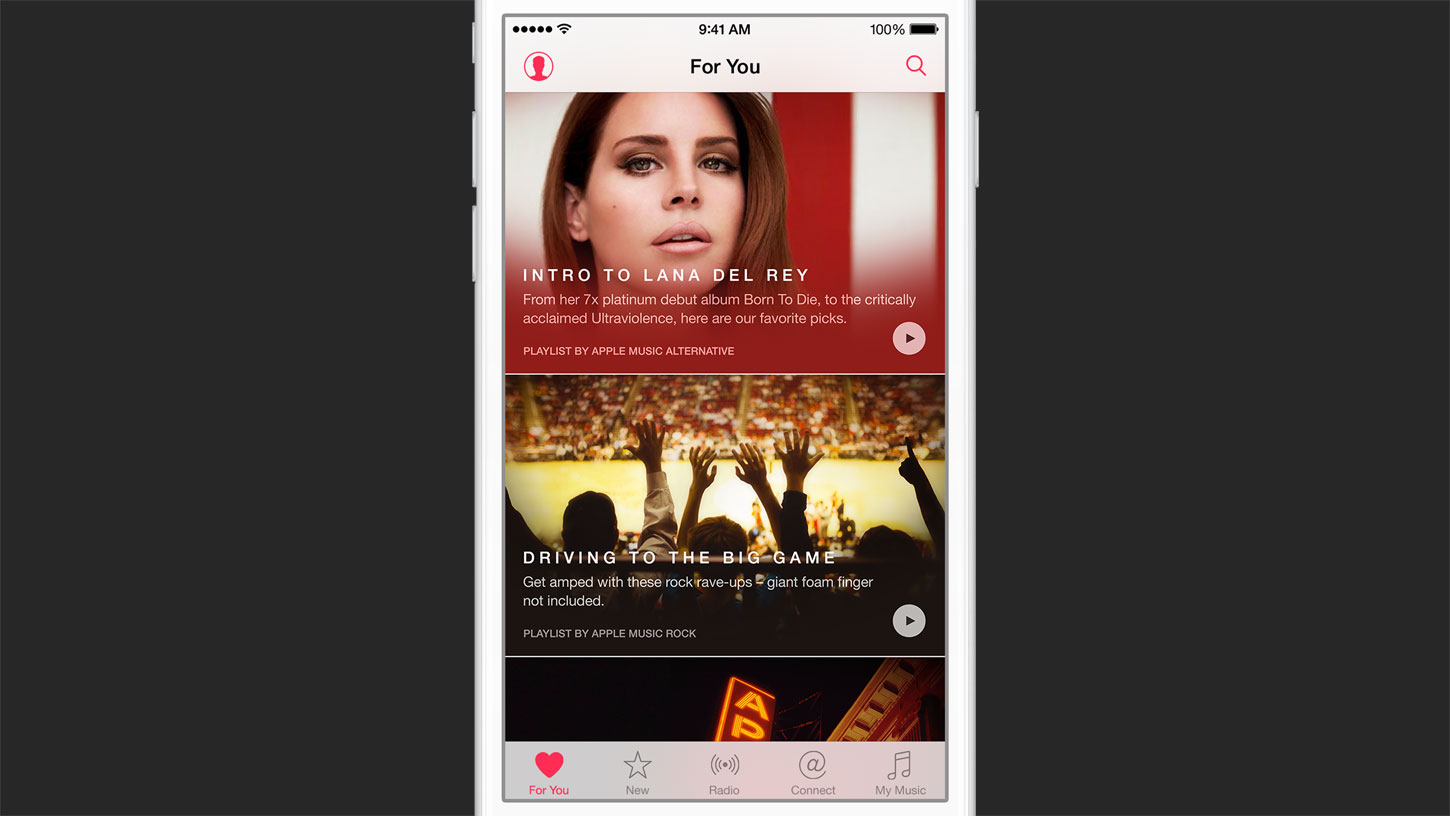 9:41 AM
100%
For You
INTRO TO LANA DEL REY
From her 7x platinum debut album Born To Die, to the critically
acclaimed Ultraviolence, here are our favorite picks.
PLAYLIST BY APPLE MUSIC ALTERNATIVE
DRIVING TO THE BIG GAME
Get amped with these rock rave-ups – giant foam finger
not included.
PLAYLIST BY APPLE MUSIC ROCK
AP
For You
New
Radio
@
Connect
My Music